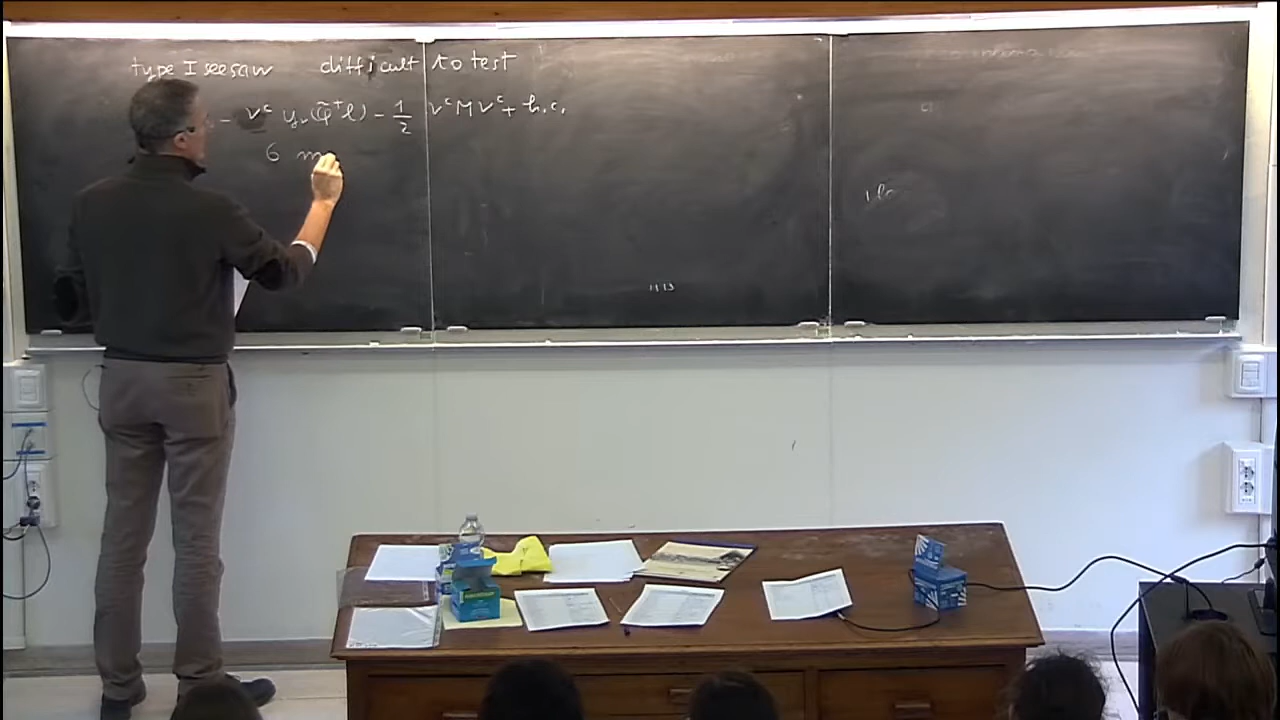 type I seesaw difficult to test
- ν^c y_ν (φ̃^† l) - 1/2 ν^c M ν^c + h.c.
6 m